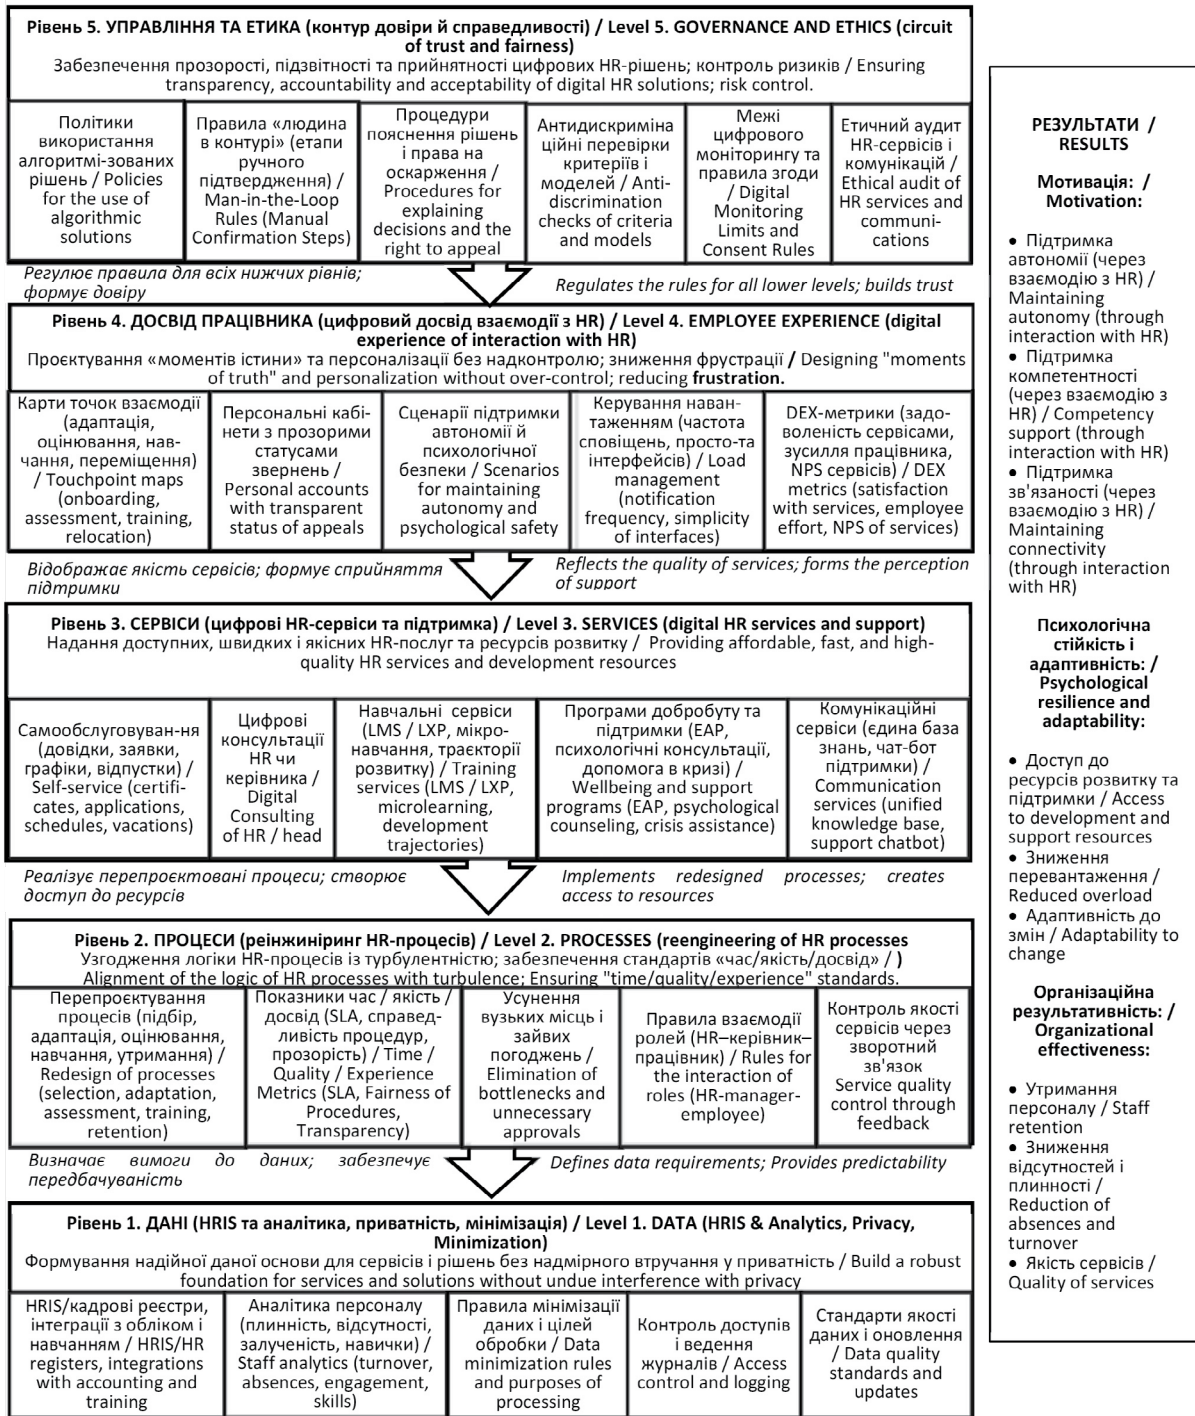 Рівень 5. УПРАВЛІННЯ ТА ЕТИКА (контур довіри й справедливості) / Level 5. GOVERNANCE AND ETHICS (circuit
of trust and fairness)
Забезпечення прозорості, підзвітності та прийнятності цифрових HR-рішень; контроль ризиків / Ensuring
transparency, accountability and acceptability of digital HR solutions; risk control.
Політики
використання
алгоритмі-зованих
рішень / Policies
for the use of
algorithmic
solutions
Правила «людина
в контурі» (етапи
ручного
підтвердження) /
Man-in-the-Loop
Rules (Manual
Confirmation Steps)
Процедури
пояснення рішень
і права на
оскарження /
Procedures for
explaining
decisions and the
right to appeal
Антидискриміна
ційні перевірки
критеріїв і
моделей / Anti-
discrimination
checks of criteria
and models
Межі
цифрового
моніторингу та
правила згоди
/ Digital
Monitoring
Limits and
Consent Rules
Етичний аудит
HR-сервісів і
комунікацій /
Ethical audit of
HR services and
communi-
cations
Регулює правила для всіх нижчих рівнів;
формує довіру
Regulates the rules for all lower levels; builds trust
Рівень 4. ДОСВІД ПРАЦІВНИКА (цифровий досвід взаємодії з HR) / Level 4. EMPLOYEE EXPERIENCE (digital
experience of interaction with HR)
Проєктування «моментів істини» та персоналізації без надконтролю; зниження фрустрації / Designing "moments
of truth" and personalization without over-control; reducing frustration.
Карти точок взаємодії
(адаптація,
оцінювання, нав-
чання, переміщення)
/ Touchpoint maps
(onboarding,
assessment, training,
relocation)
Персональні кабі-
нети з прозорими
статусами
звернень /
Personal accounts
with transparent
status of appeals
Сценарії підтримки
автономії й
психологічної
безпеки / Scenarios
for maintaining
autonomy and
psychological safety
Керування наван-
таженням (частота
сповіщень, просто-та
інтерфейсів) / Load
management
(notification
frequency, simplicity
of interfaces)
DEX-метрики (задо-
воленість сервісами,
зусилля працівника,
NPS сервісів) / DEX
metrics (satisfaction
with services, employee
effort, NPS of services)
Відображає якість сервісів; формує сприйняття
підтримки
Reflects the quality of services; forms the perception
of support
Рівень 3. СЕРВІСИ (цифрові HR-сервіси та підтримка) / Level 3. SERVICES (digital HR services and support)
Надання доступних, швидких і якісних HR-послуг та ресурсів розвитку / Providing affordable, fast, and high-
quality HR services and development resources
Самообслуговуван-ня
(довідки, заявки,
графіки, відпустки) /
Self-service (certifi-
cates, applications,
schedules, vacations)
Цифрові
консультації
HR чи
керівника /
Digital
Consulting
of HR / head
Навчальні сервіси
(LMS / LXP, мікро-
навчання, траєкторії
розвитку) / Training
services (LMS / LXP,
microlearning,
development
trajectories)
Програми добробуту та
підтримки (EAP,
психологічні консультації,
допомога в кризі) /
Wellbeing and support
programs (EAP, psychological
counseling, crisis assistance)
Комунікаційні
сервіси (єдина база
знань, чат-бот
підтримки) /
Communication
services (unified
knowledge base,
support chatbot)
Реалізує перепроєктовані процеси; створює
доступ до ресурсів
Implements redesigned processes; creates
access to resources
Рівень 2. ПРОЦЕСИ (реінжиніринг HR-процесів) / Level 2. PROCESSES (reengineering of HR processes
Узгодження логіки HR-процесів із турбулентністю; забезпечення стандартів «час/якість/досвід» / )
Alignment of the logic of HR processes with turbulence; Ensuring "time/quality/experience" standards.
Перепроєктування
процесів (підбір,
адаптація, оцінювання,
навчання, утримання) /
Redesign of processes
(selection, adaptation,
assessment, training,
retention)
Показники час / якість /
досвід (SLA, справед-
ливість процедур,
прозорість) / Time /
Quality / Experience
Metrics (SLA, Fairness of
Procedures,
Transparency)
Усунення
вузьких місць і
зайвих
погоджень /
Elimination of
bottlenecks and
unnecessary
approvals
Правила взаємодії
ролей (HR–керівник–
працівник) / Rules for
the interaction of
roles (HR-manager-
employee)
Контроль якості
сервісів через
зворотний
зв'язок
Service quality
control through
feedback
Визначає вимоги до даних; забезпечує
передбачуваність
Defines data requirements; Provides predictability
Рівень 1. ДАНІ (HRIS та аналітика, приватність, мінімізація) / Level 1. DATA (HRIS & Analytics, Privacy,
Minimization)
Формування надійної даної основи для сервісів і рішень без надмірного втручання у приватність / Build a robust
foundation for services and solutions without undue interference with privacy
HRIS/кадрові реєстри,
інтеграції з обліком і
навчанням / HRIS/HR
registers, integrations
with accounting and
training
Аналітика персоналу
(плинність, відсутності,
залученість, навички) /
Staff analytics (turnover,
absences, engagement,
skills)
Правила мінімізації
даних і цілей
обробки / Data
minimization rules
and purposes of
processing
Контроль доступів
і ведення
журналів / Access
control and logging
Стандарти якості
даних і оновлення
/ Data quality
standards and
updates
РЕЗУЛЬТАТИ /
RESULTS
Мотивація: /
Motivation:
• Підтримка
автономії (через
взаємодію з HR) /
Maintaining
autonomy (through
interaction with HR)
• Підтримка
компетентності
(через взаємодію з
HR) / Competency
support (through
interaction with HR)
• Підтримка
зв'язаності (через
взаємодію з HR) /
Maintaining
connectivity
(through interaction
with HR)
Психологічна
стійкість і
адаптивність: /
Psychological
resilience and
adaptability:
• Доступ до
ресурсів розвитку та
підтримки / Access
to development and
support resources
• Зниження
перевантаження /
Reduced overload
• Адаптивність до
змін / Adaptability to
change
Організаційна
результативність: /
Organizational
effectiveness:
• Утримання
персоналу / Staff
retention
• Зниження
відсутностей і
плинності /
Reduction of
absences and
turnover
• Якість сервісів /
Quality of services